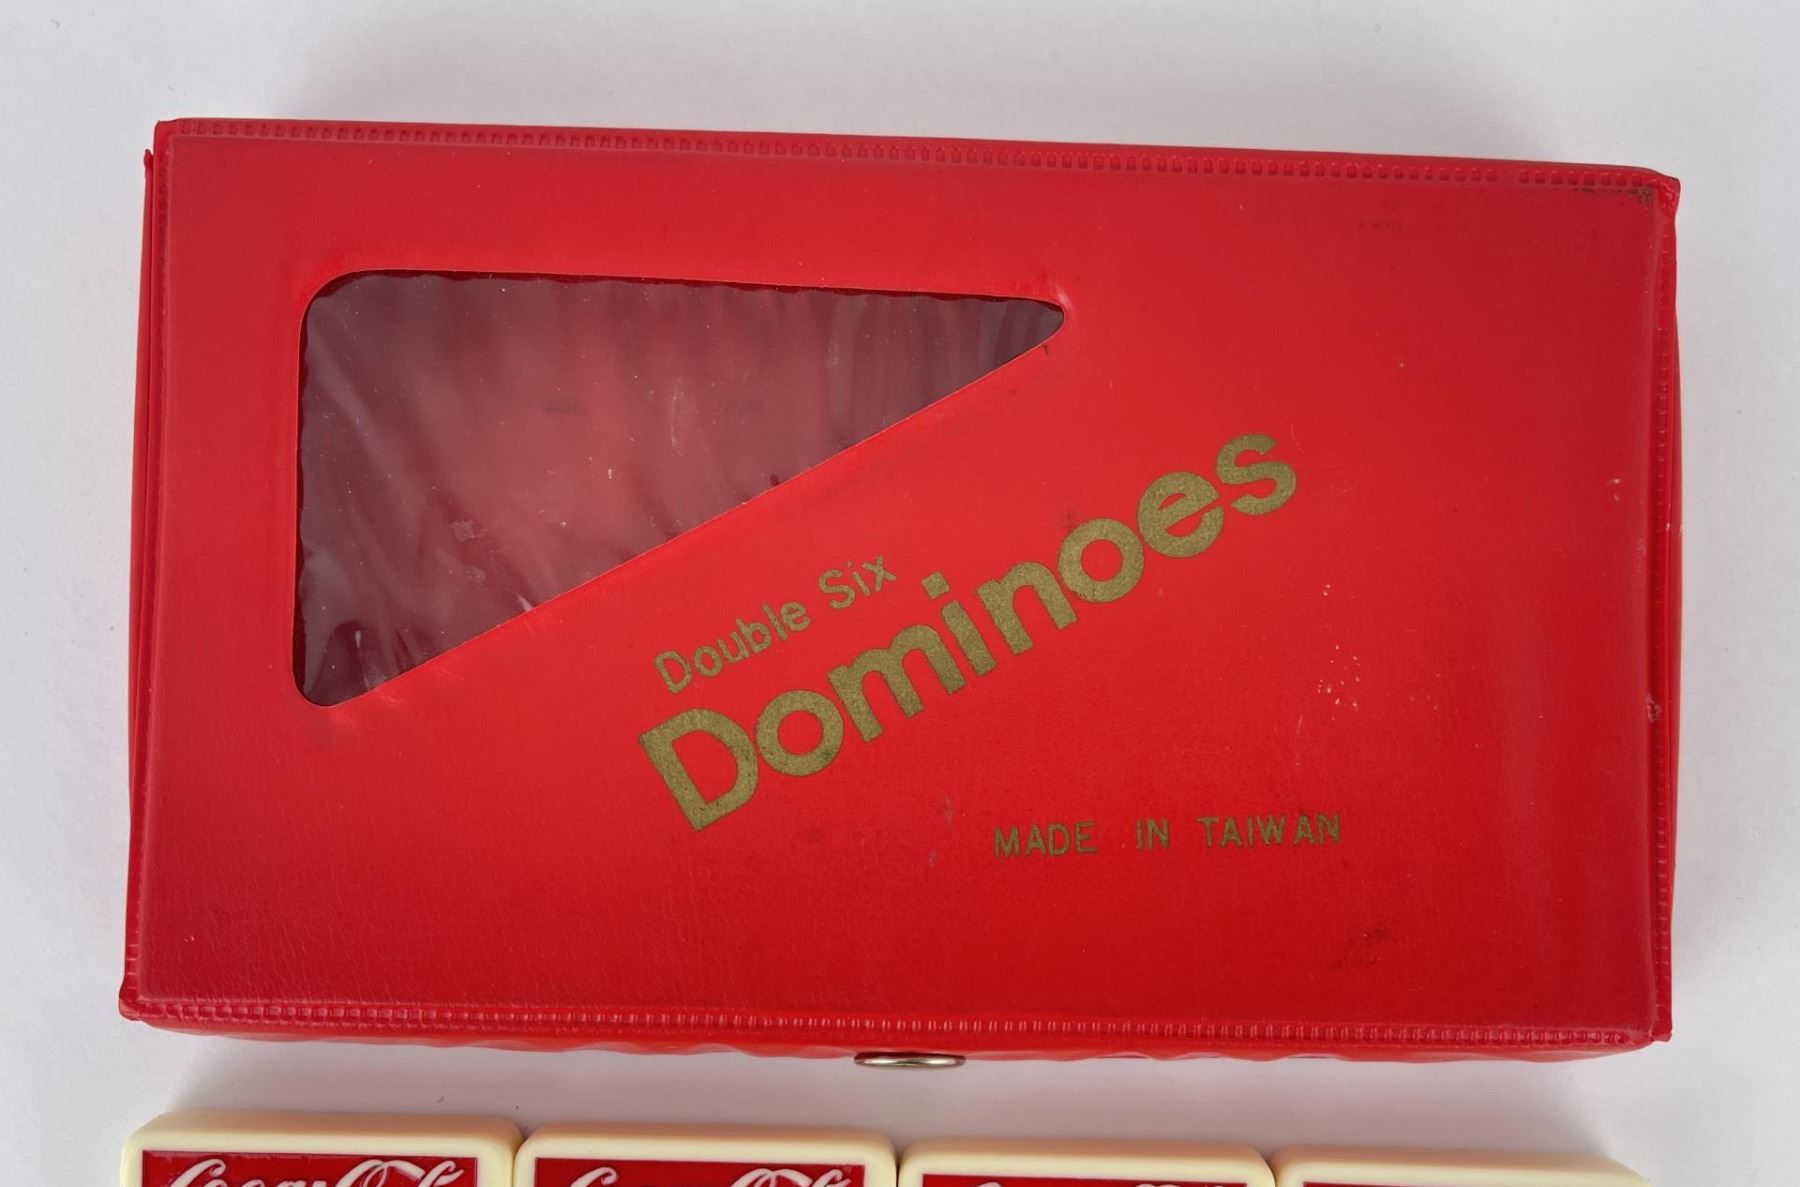 Double Six
Dominoes
MADE IN TAIWAN